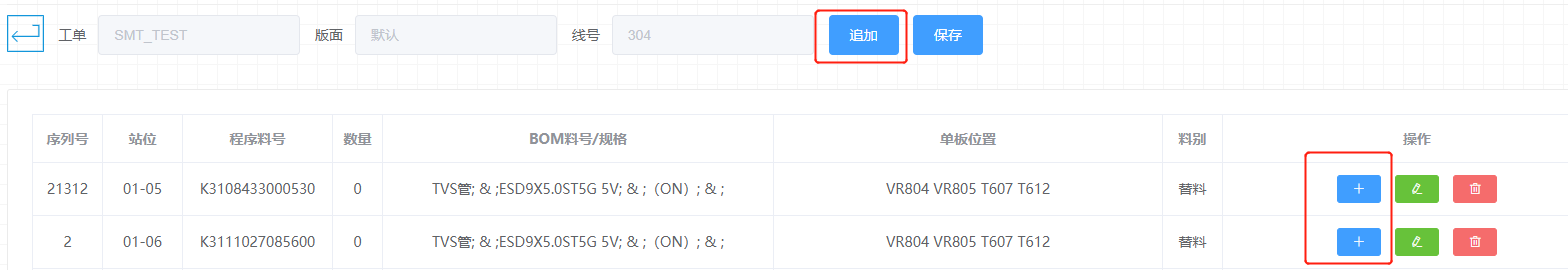 工单 SMT_TEST 版面 默认 线号 304 追加 保存
序列号 站位 程序料号 数量 BOM料号/规格 单板位置 料别 操作
21312 01-05 K3108433000530 0 TVS管; & ;ESD9X5.0ST5G 5V; & ;（ON）; & ; VR804 VR805 T607 T612 替料
2 01-06 K3111027085600 0 TVS管; & ;ESD9X5.0ST5G 5V; & ;（ON）; & ; VR804 VR805 T607 T612 替料